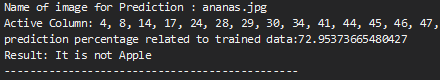 Name of image for Prediction : ananas.jpg
Active Column: 4, 8, 14, 17, 24, 28, 29, 30, 34, 41, 44, 45, 46, 47,
prediction percentage related to trained data:72.95373665480427
Result: It is not Apple
------------------------------------------------